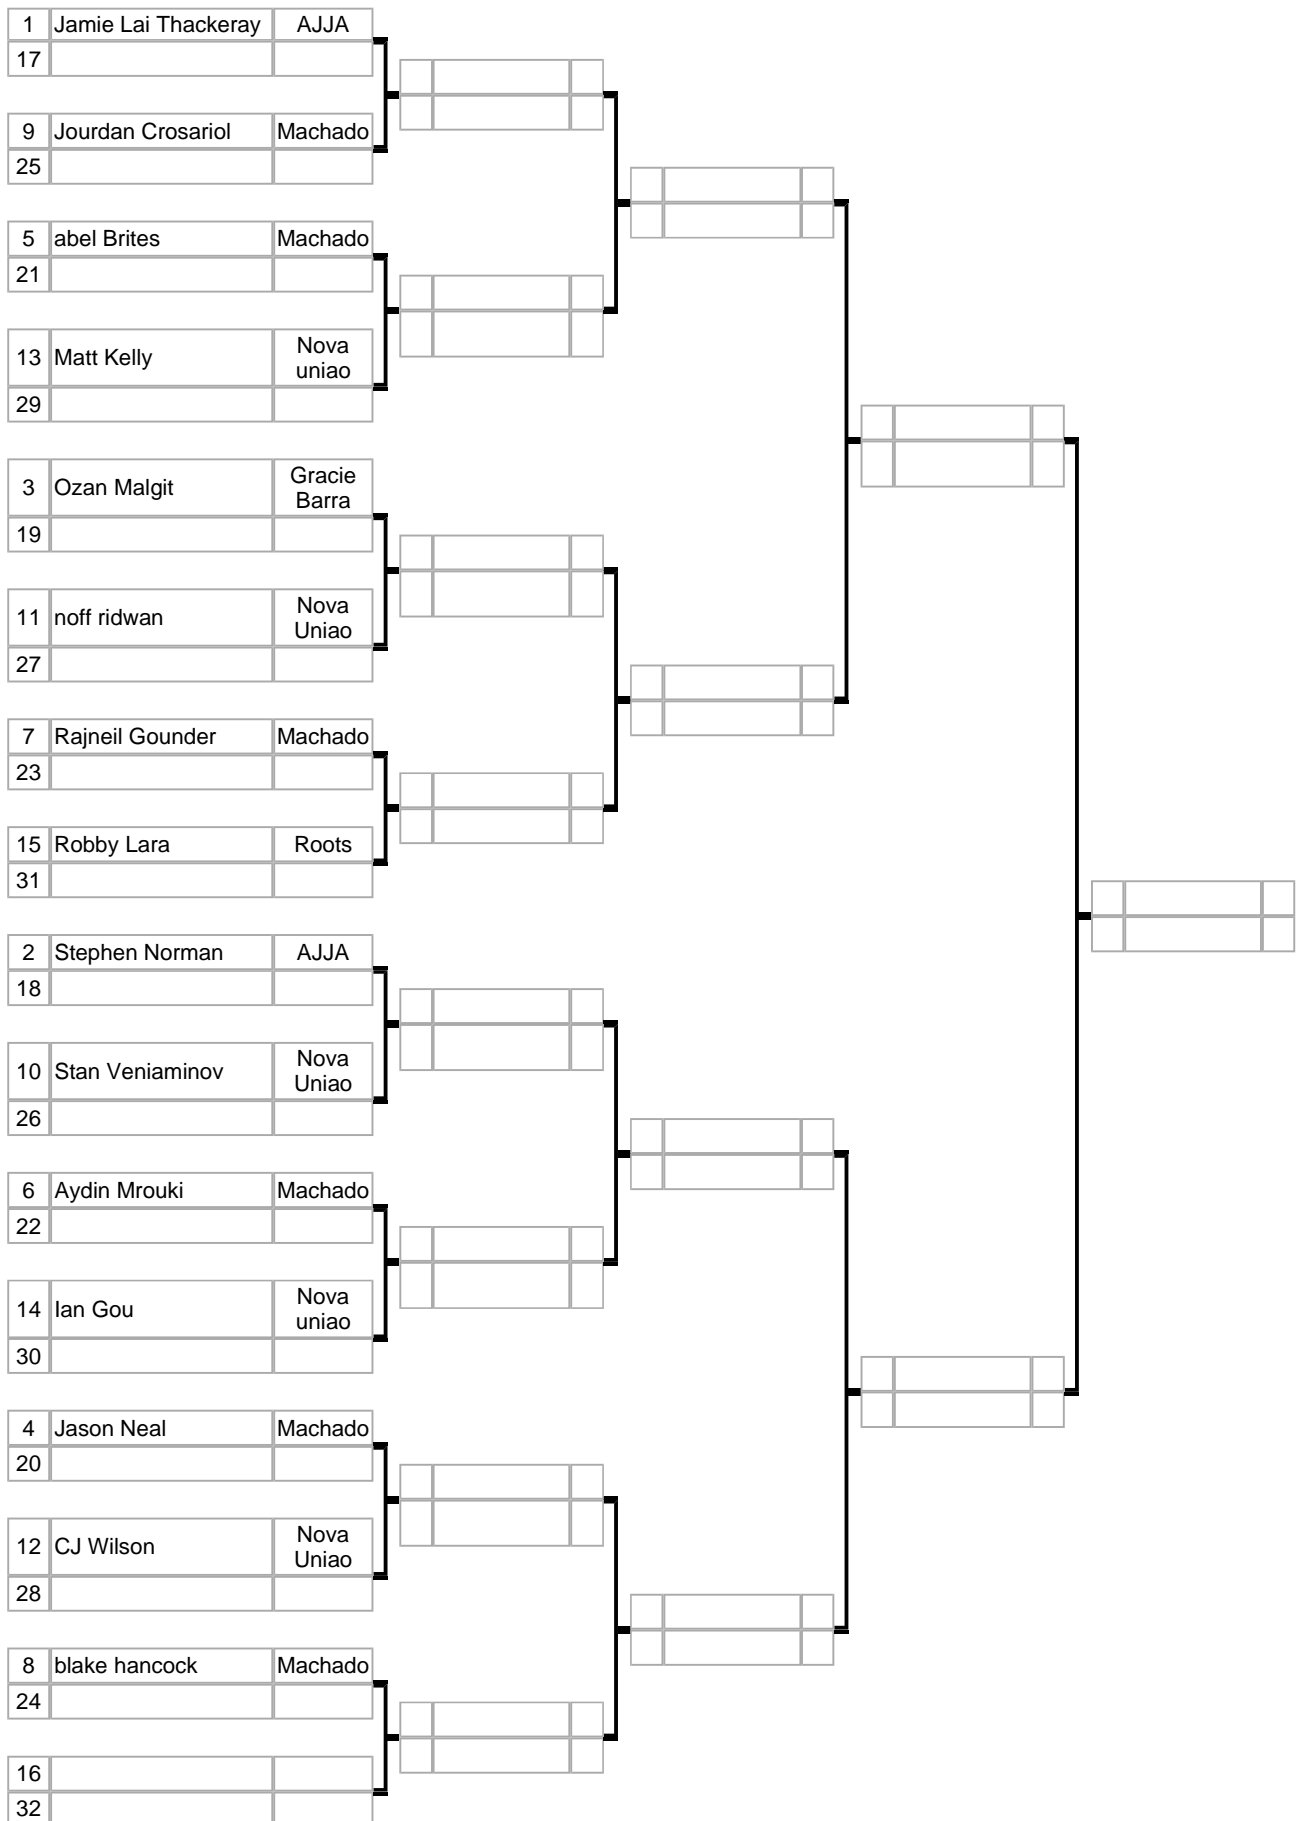 1 Jamie Lai Thackeray AJJA
17
9 Jourdan Crosariol Machado
25
5 abel Brites Machado
21
13 Matt Kelly Nova uniao
29
3 Ozan Malgit Gracie Barra
19
11 noff ridwan Nova Uniao
27
7 Rajneil Gounder Machado
23
15 Robby Lara Roots
31
2 Stephen Norman AJJA
18
10 Stan Veniaminov Nova Uniao
26
6 Aydin Mrouki Machado
22
14 Ian Gou Nova uniao
30
4 Jason Neal Machado
20
12 CJ Wilson Nova Uniao
28
8 blake hancock Machado
24
16
32